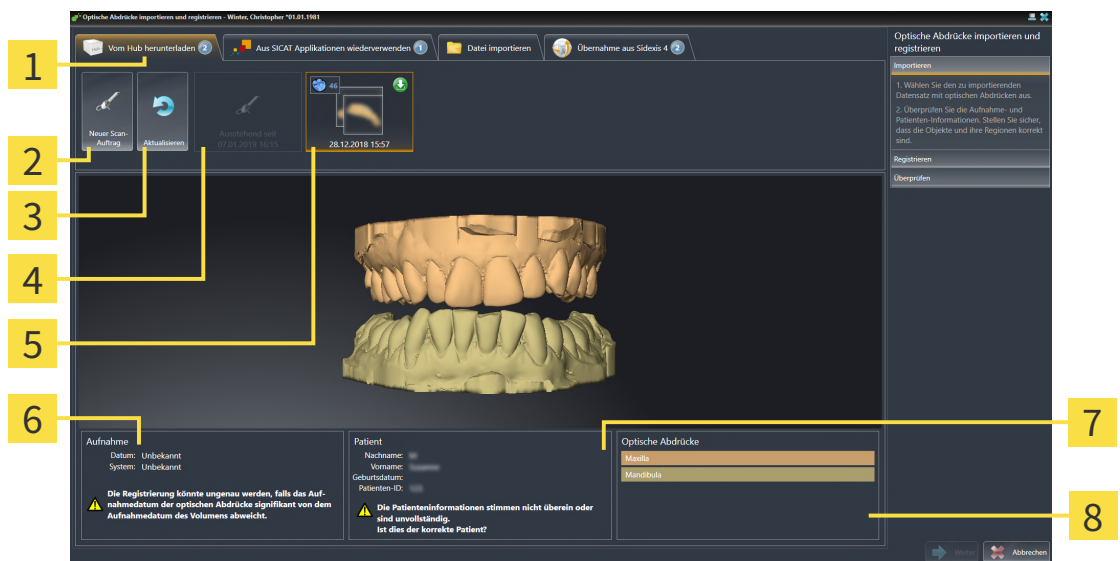 Optische Abdrücke importieren und registrieren - Winter, Christopher *01.01.1981
1
Vom Hub herunterladen 2
Aus SICAT Applikationen wiederverwenden 1
Datei importieren
Übernahme aus Sidexis 4 2
2
Neuer Scan-
Auftrag
3
Aktualisieren
4
Ausstehend seit
07.01.2019 16:15
5
46
28.12.2018 15:57
Optische Abdrücke importieren und
registrieren
Importieren
1. Wählen Sie den zu importierenden
Datensatz mit optischen Abdrücken aus.
2. Überprüfen Sie die Aufnahme- und
Patienten-Informationen. Stellen Sie sicher,
dass die Objekte und ihre Regionen korrekt
sind.
Registrieren
Überprüfen
6
Aufnahme
Datum: Unbekannt
System: Unbekannt
Die Registrierung könnte ungenau werden, falls das Auf-
nahmedatum der optischen Abdrücke signifikant von dem
Aufnahmedatum des Volumens abweicht.
7
Patient
Nachname:
Vorname:
Geburtsdatum:
Patienten-ID:
Die Patienteninformationen stimmen nicht überein oder
sind unvollständig.
Ist dies der korrekte Patient?
8
Optische Abdrücke
Maxilla
Mandibula
Weiter
Abbrechen